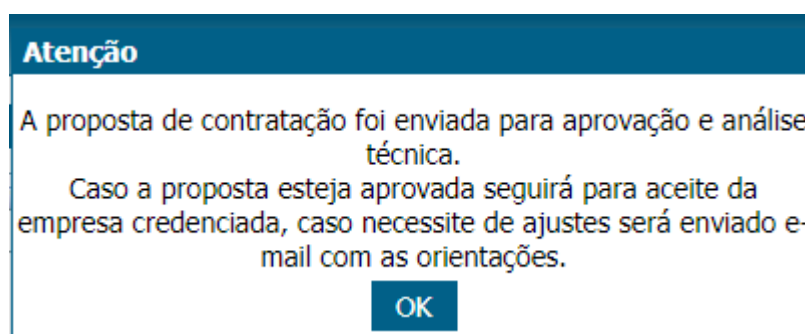 Atenção
A proposta de contratação foi enviada para aprovação e análise
técnica.
Caso a proposta esteja aprovada seguirá para aceite da
empresa credenciada, caso necessite de ajustes será enviado e-
mail com as orientações.
OK